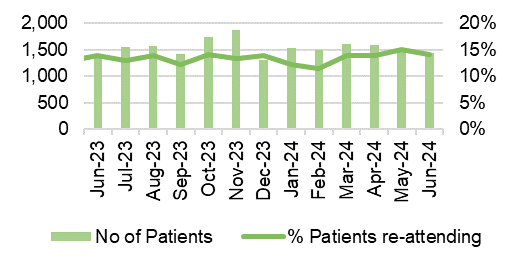 2,000
1,500
1,000
500
0
20%
15%
10%
5%
0%
Jun-23
Jul-23
Aug-23
Sep-23
Oct-23
Nov-23
Dec-23
Jan-24
Feb-24
Mar-24
Apr-24
May-24
Jun-24
No of Patients
% Patients re-attending